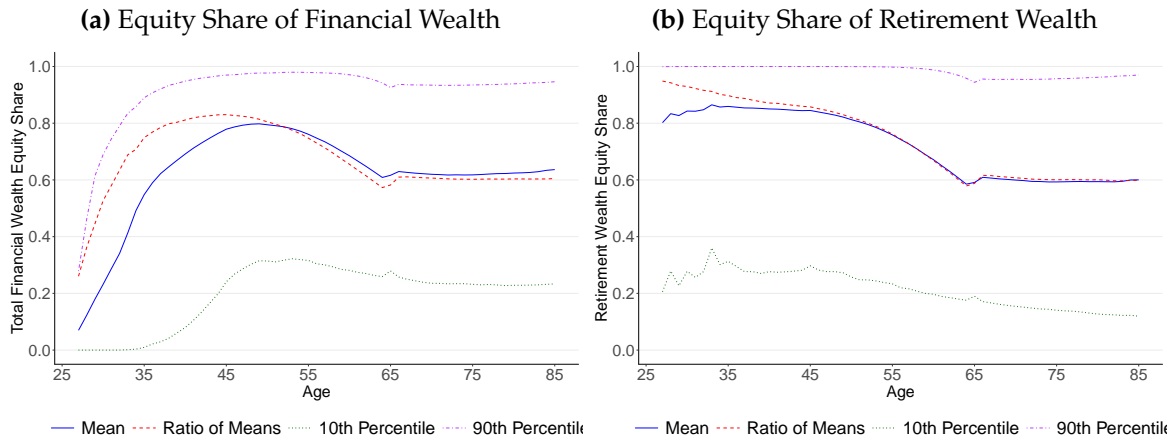 (a) Equity Share of Financial Wealth
Total Financial Wealth Equity Share
1.0
0.8
0.6
0.4
0.2
0.0
25 35 45 55 65 75 85
Age
Mean Ratio of Means 10th Percentile 90th Percentile
(b) Equity Share of Retirement Wealth
Retirement Wealth Equity Share
1.0
0.8
0.6
0.4
0.2
0.0
25 35 45 55 65 75 85
Age
Mean Ratio of Means 10th Percentile 90th Percentile